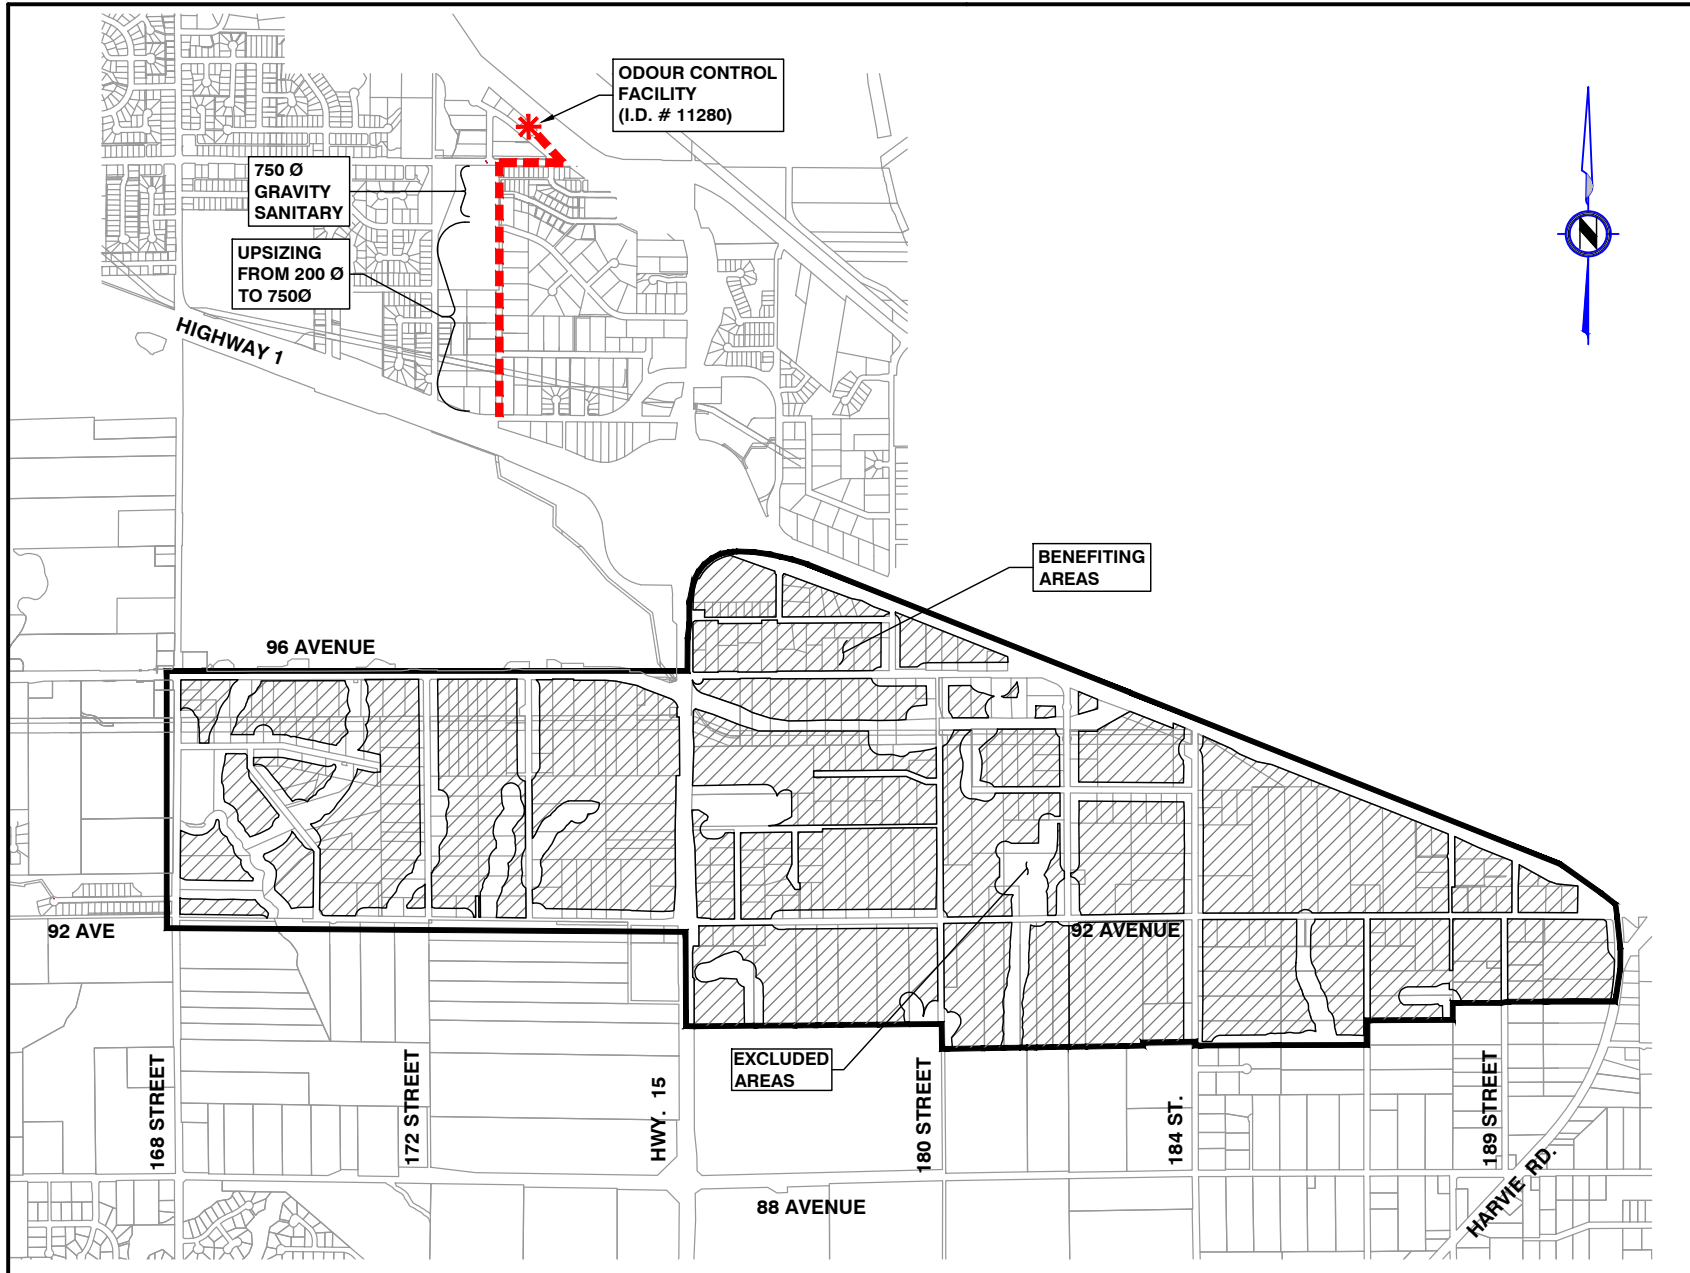 ODOUR CONTROL
FACILITY
(I.D. # 11280)
750 Ø
GRAVITY
SANITARY
UPSIZING
FROM 200 Ø
TO 750Ø
N
HIGHWAY 1
BENEFITING
AREAS
96 AVENUE
92 AVE
92 AVENUE
EXCLUDED
AREAS
168 STREET
172 STREET
HWY. 15
180 STREET
184 ST.
189 STREET
HARVIE RD.
88 AVENUE